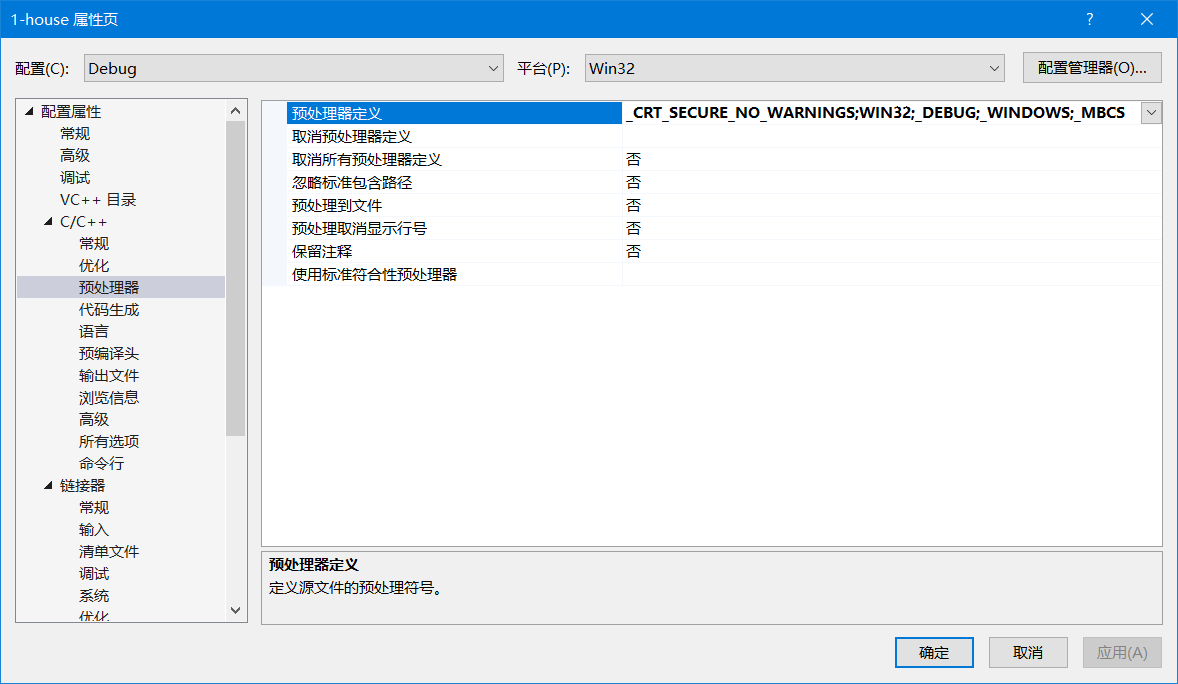 1-house 属性页
?
配置(C): Debug 平台(P): Win32 配置管理器(O)...
配置属性
常规
高级
调试
VC++ 目录
C/C++
常规
优化
预处理器
代码生成
语言
预编译头
输出文件
浏览信息
高级
所有选项
命令行
链接器
常规
输入
清单文件
调试
系统
优化
预处理器定义 _CRT_SECURE_NO_WARNINGS;WIN32;_DEBUG;_WINDOWS;_MBCS
取消预处理器定义
取消所有预处理器定义 否
忽略标准包含路径 否
预处理到文件 否
预处理取消显示行号 否
保留注释 否
使用标准符合性预处理器
预处理器定义
定义源文件的预处理符号。
确定 取消 应用(A)